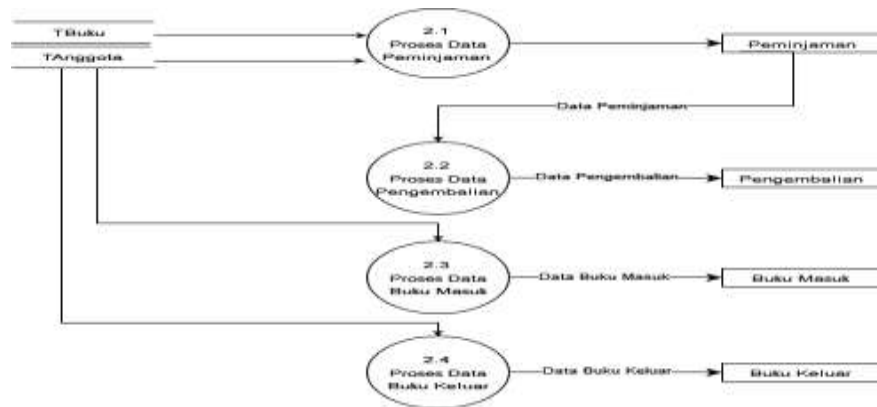 TBuku
TAnggota
2.1
Proses Data
Peminjaman
Peminjaman
Data Peminjaman
2.2
Proses Data
Pengembalian
Data Pengembalian
Pengembalian
2.3
Proses Data
Buku Masuk
Data Buku Masuk
Buku Masuk
2.4
Proses Data
Buku Keluar
Data Buku Keluar
Buku Keluar